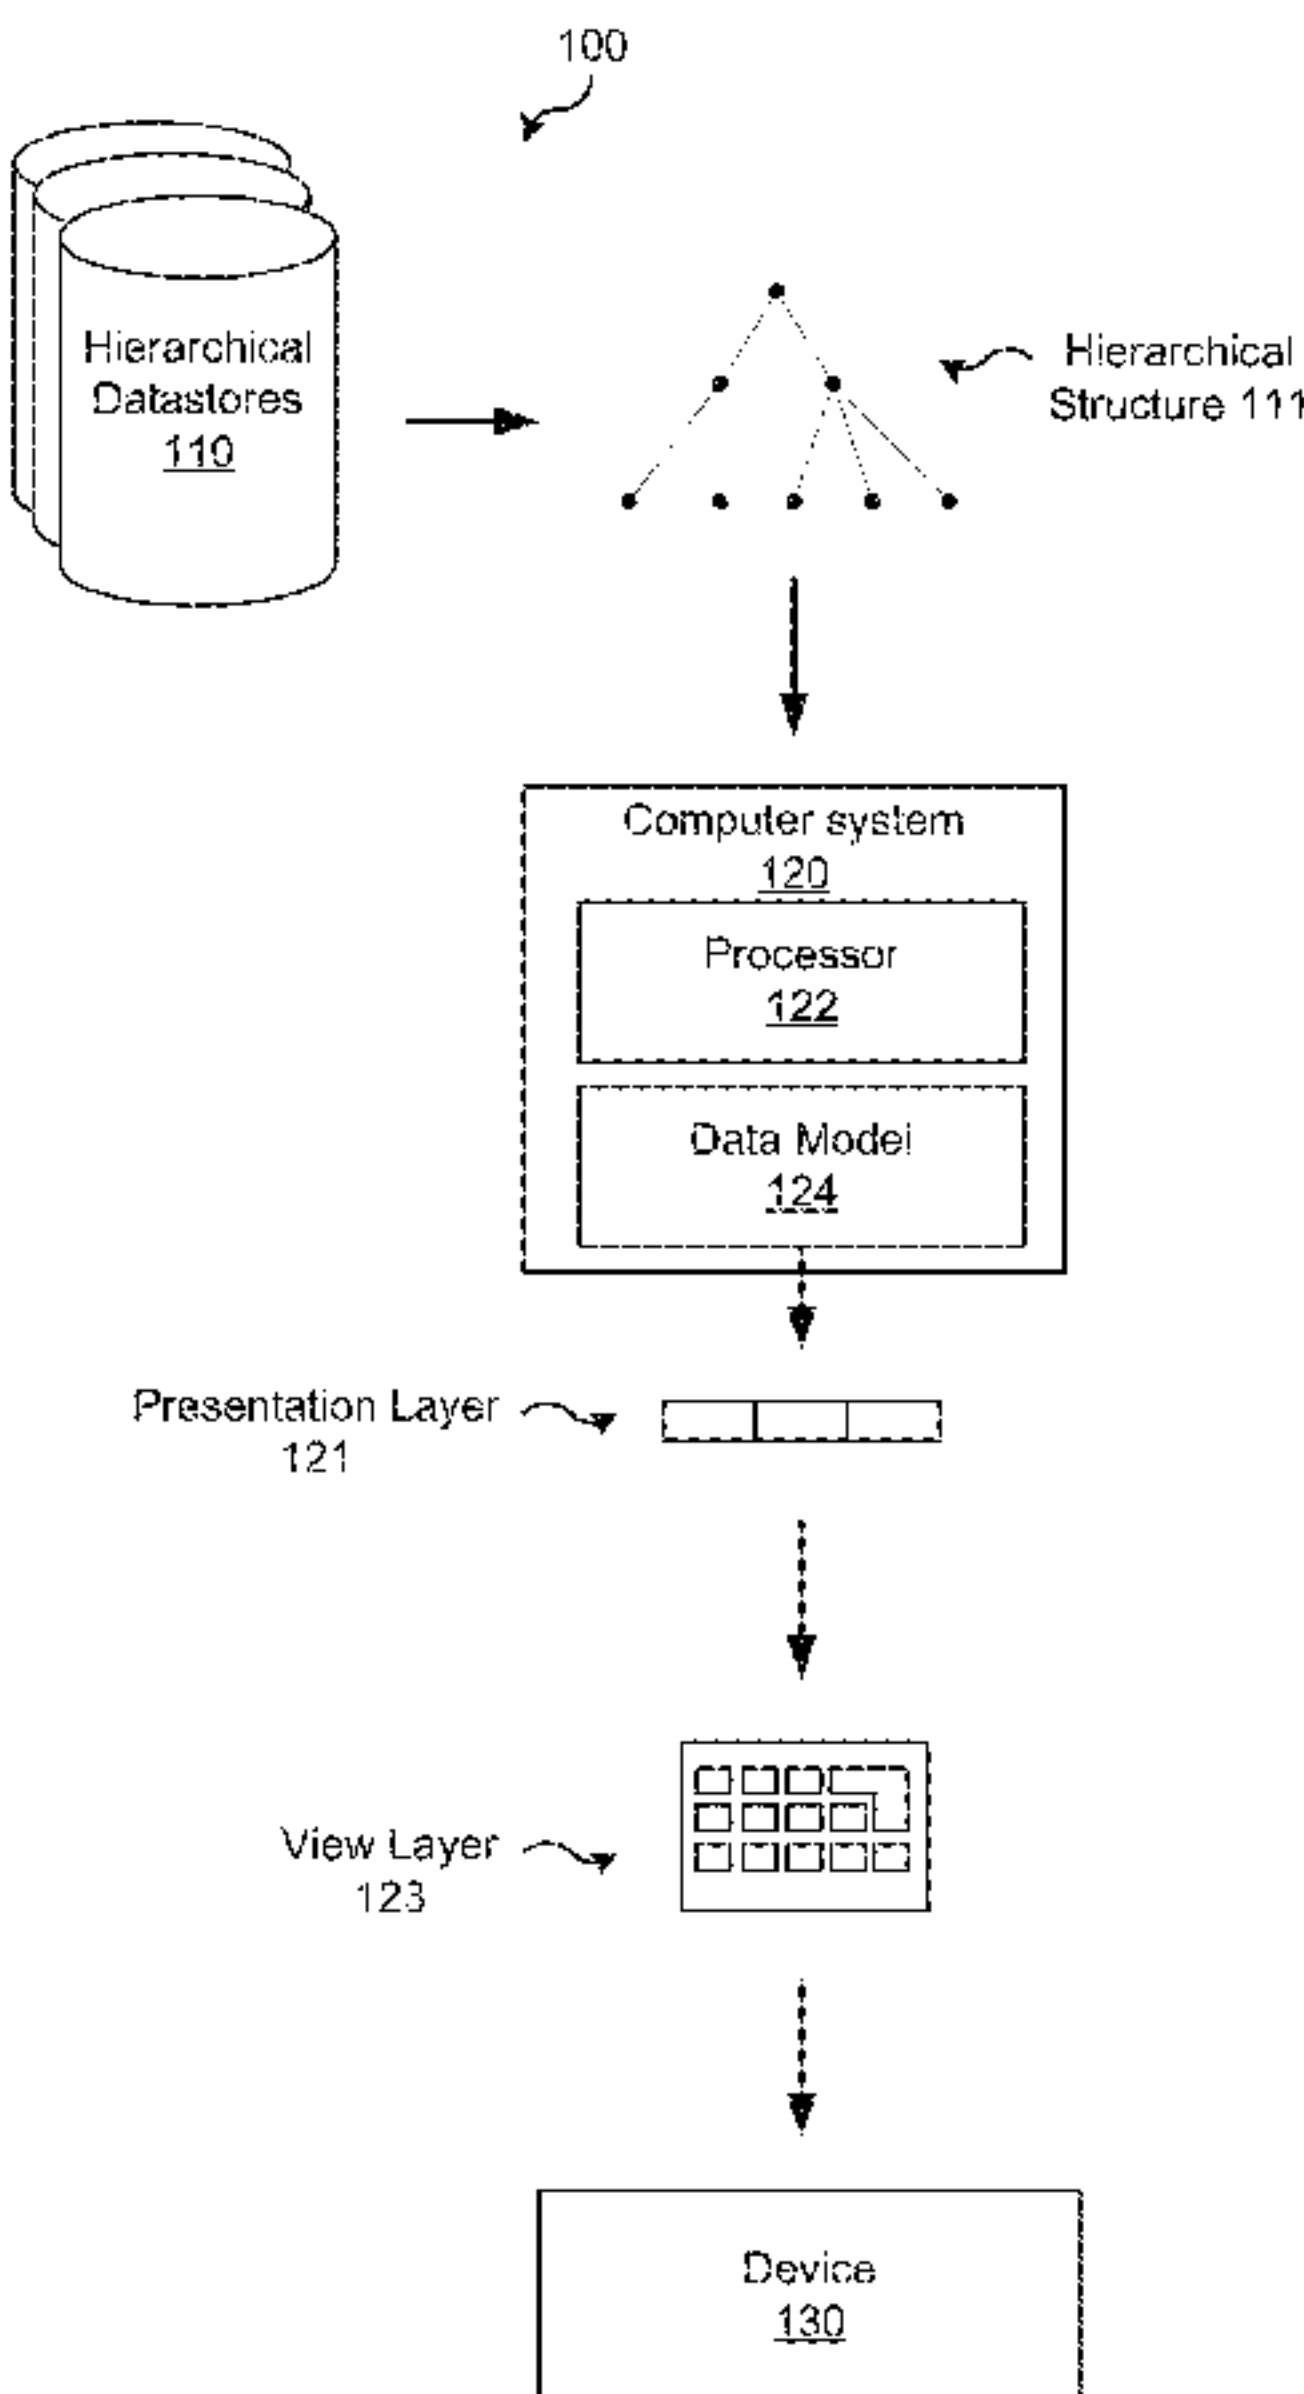 100
Hierarchical
Datastores
110
Hierarchical
Structure 111
Computer system
120
Processor
122
Data Model
124
Presentation Layer
121
View Layer
123
Device
130